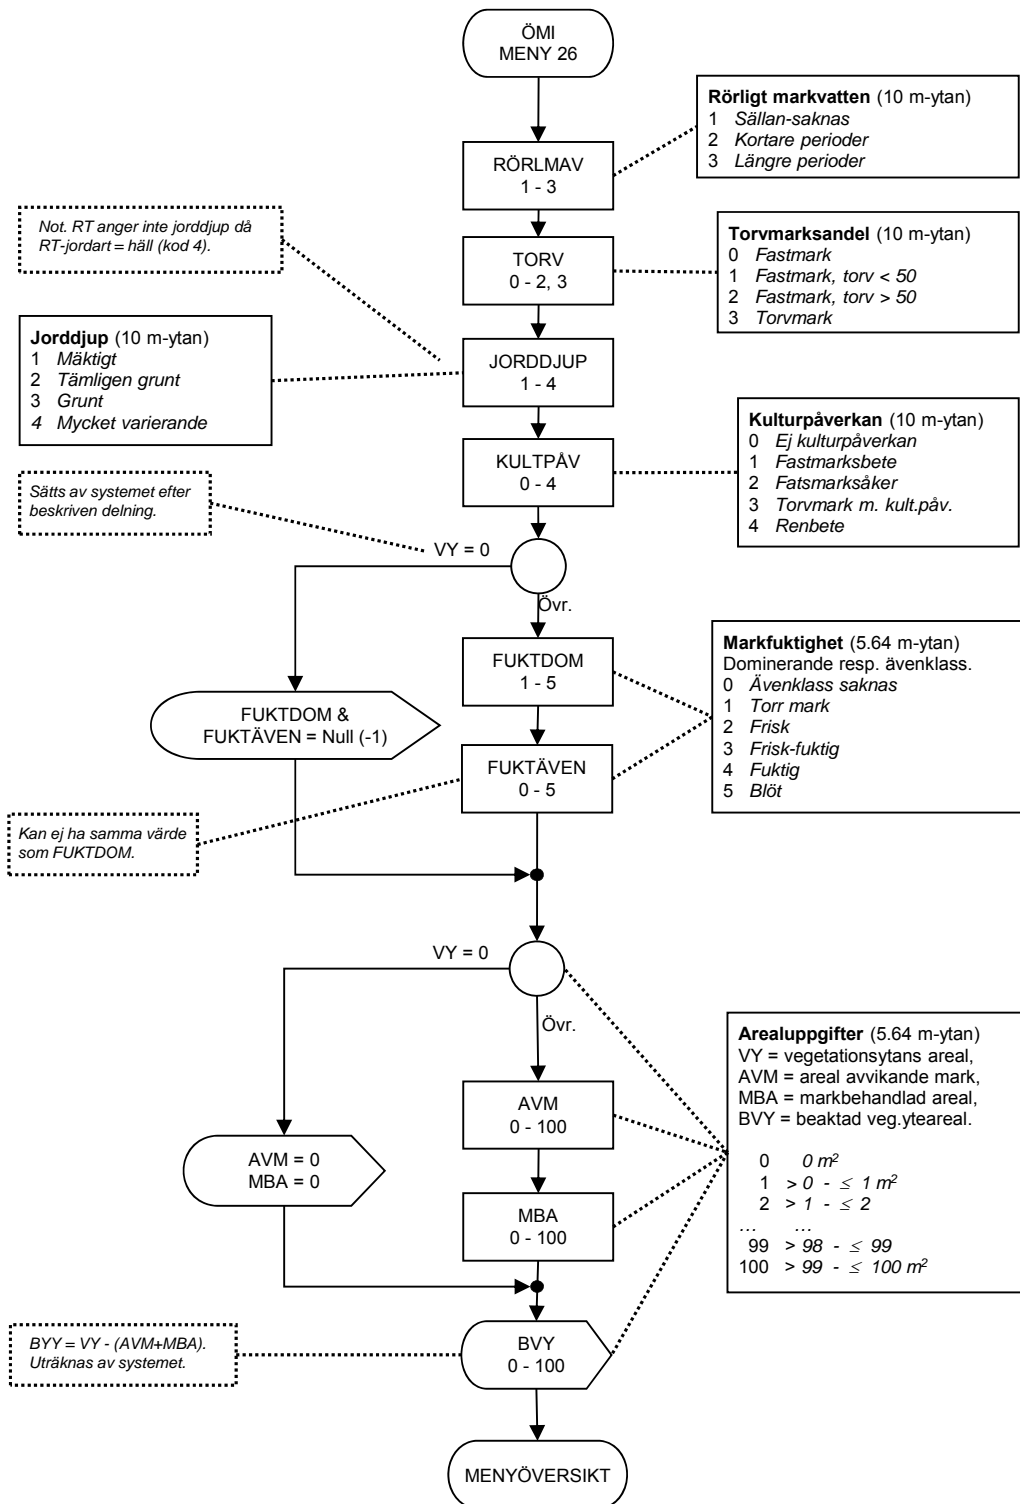 ÖMI
MENY 26
Rörligt markvatten (10 m-ytan)
1 Sällan-saknas
2 Kortare perioder
3 Längre perioder
RÖRLMAV
1 - 3
Not. RT anger inte jorddjup då
RT-jordart = häll (kod 4).
TORV
0 - 2, 3
Torvmarksandel (10 m-ytan)
0 Fastmark
1 Fastmark, torv < 50
2 Fastmark, torv > 50
3 Torvmark
Jorddjup (10 m-ytan)
1 Mäktigt
2 Tämligen grunt
3 Grunt
4 Mycket varierande
JORDDJUP
1 - 4
Kulturpåverkan (10 m-ytan)
0 Ej kulturpåverkan
1 Fastmarksbete
2 Fatsmarksåker
3 Torvmark m. kult.påv.
4 Renbete
KULTPÅV
0 - 4
Sätts av systemet efter
beskriven delning.
VY = 0
Övr.
FUKTDOM
1 - 5
Markfuktighet (5.64 m-ytan)
Dominerande resp. ävenklass.
0 Ävenklass saknas
1 Torr mark
2 Frisk
3 Frisk-fuktig
4 Fuktig
5 Blöt
FUKTDOM &
FUKTÄVEN = Null (-1)
FUKTÄVEN
0 - 5
Kan ej ha samma värde
som FUKTDOM.
VY = 0
Övr.
Arealuppgifter (5.64 m-ytan)
VY = vegetationsytans areal,
AVM = areal avvikande mark,
MBA = markbehandlad areal,
BVY = beaktad veg.yteareal.
0 0 m²
1 > 0 - ≤ 1 m²
2 > 1 - ≤ 2
... ...
99 > 98 - ≤ 99
100 > 99 - ≤ 100 m²
AVM
0 - 100
AVM = 0
MBA = 0
MBA
0 - 100
BYY = VY - (AVM+MBA).
Uträknas av systemet.
BVY
0 - 100
MENYÖVERSIKT